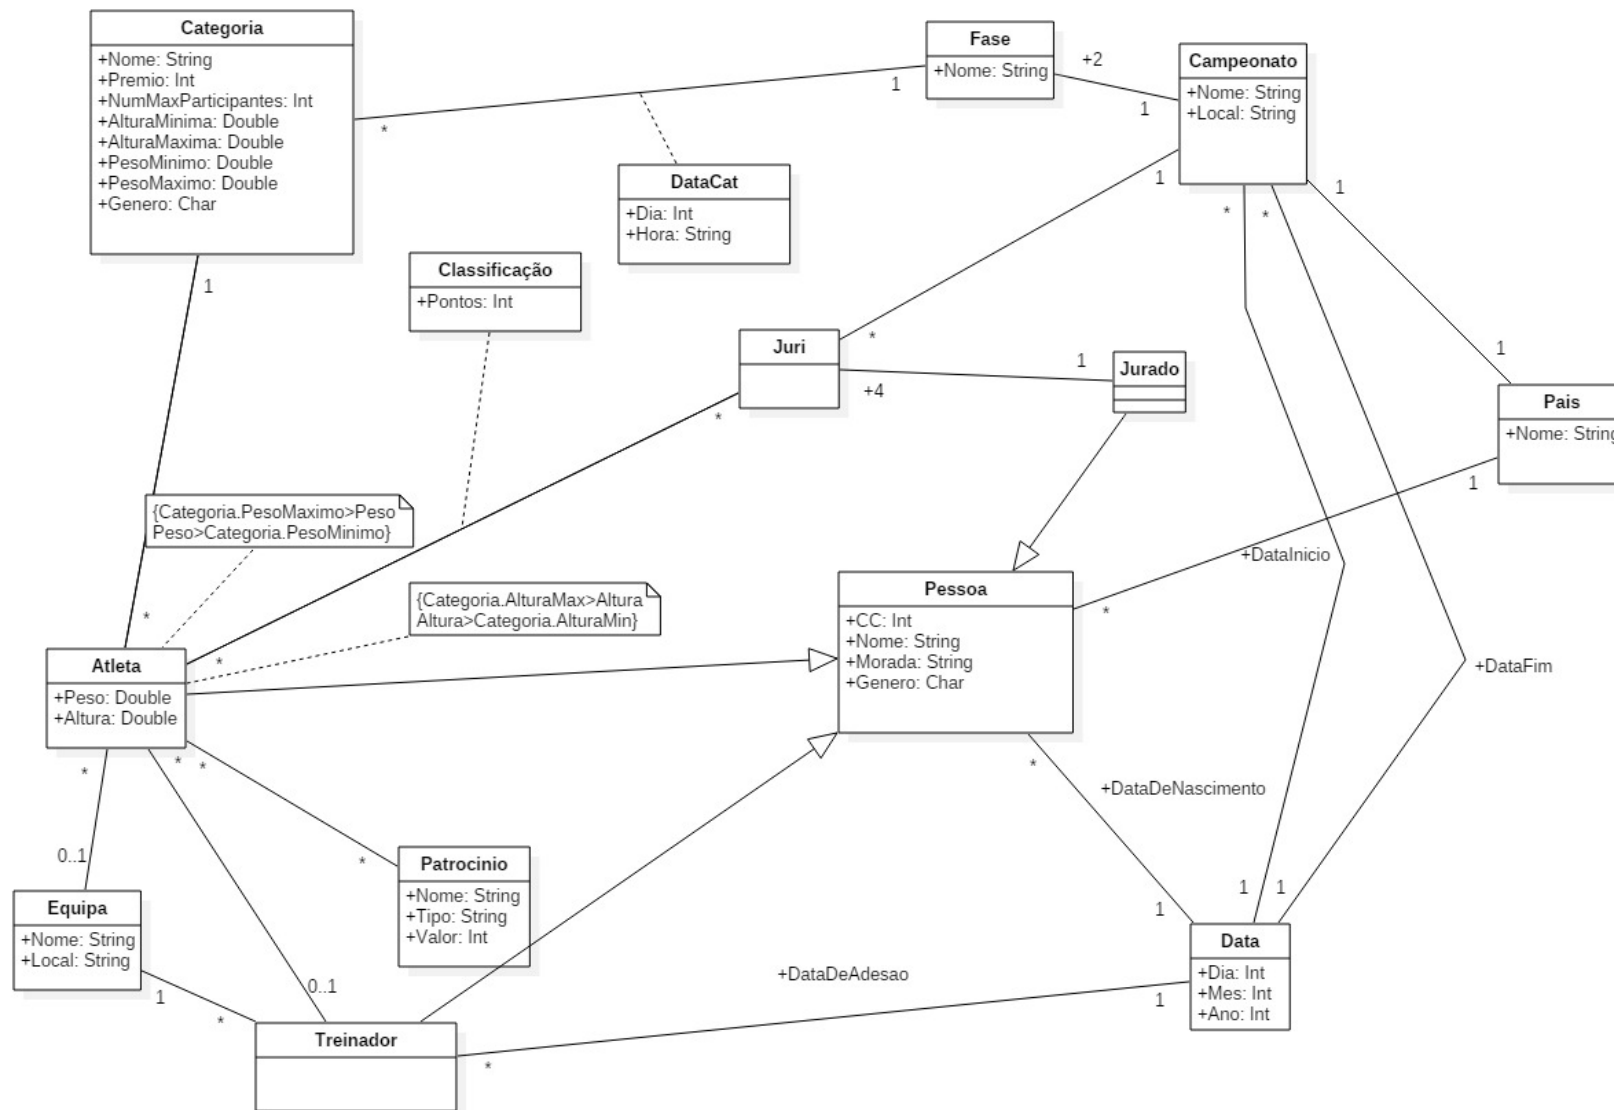 Categoria
+Nome: String
+Premio: Int
+NumMaxParticipantes: Int
+AlturaMinima: Double
+AlturaMaxima: Double
+PesoMinimo: Double
+PesoMaximo: Double
+Genero: Char
Fase
+Nome: String
Campeonato
+Nome: String
+Local: String
+2
1
1
*
DataCat
+Dia: Int
+Hora: String
1
*
*
1
Classificação
+Pontos: Int
1
Juri
*
+4
1
Jurado
*
1
Pais
+Nome: String
1
{Categoria.PesoMaximo>Peso
Peso>Categoria.PesoMinimo}
+DataInicio
{Categoria.AlturaMax>Altura
Altura>Categoria.AlturaMin}
Pessoa
+CC: Int
+Nome: String
+Morada: String
+Genero: Char
*
*
*
Atleta
+Peso: Double
+Altura: Double
+DataFim
*
*
*
*
+DataDeNascimento
0..1
*
Patrocinio
+Nome: String
+Tipo: String
+Valor: Int
1
1
1
Equipa
+Nome: String
+Local: String
Data
+Dia: Int
+Mes: Int
+Ano: Int
+DataDeAdesao
0..1
1
1
*
Treinador
*